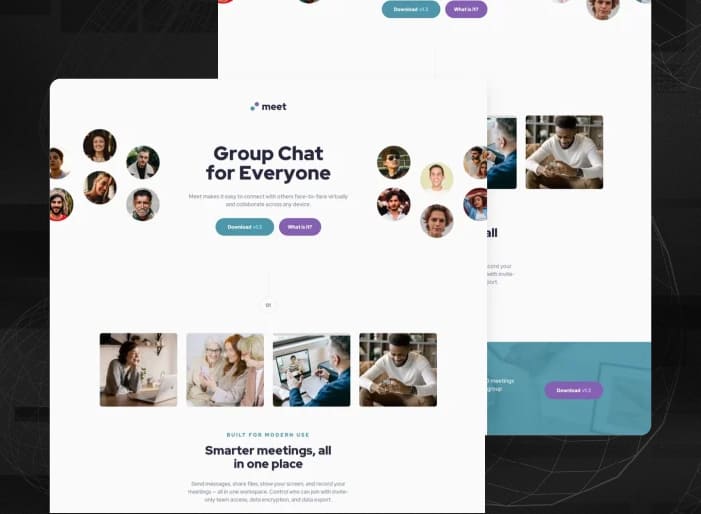 Download v1.3
What is it?
meet
Group Chat
for Everyone
Meet makes it easy to connect with others face-to-face virtually
and collaborate across any device.
Download v1.3
What is it?
01
BUILT FOR MODERN USE
Smarter meetings, all
in one place
Send messages, share files, show your screen, and record your
meetings — all in one workspace. Control who can join with invite-
only team access, data encryption, and data export.
all
cord your
with invite-
port.
meetings
group
Download v1.3